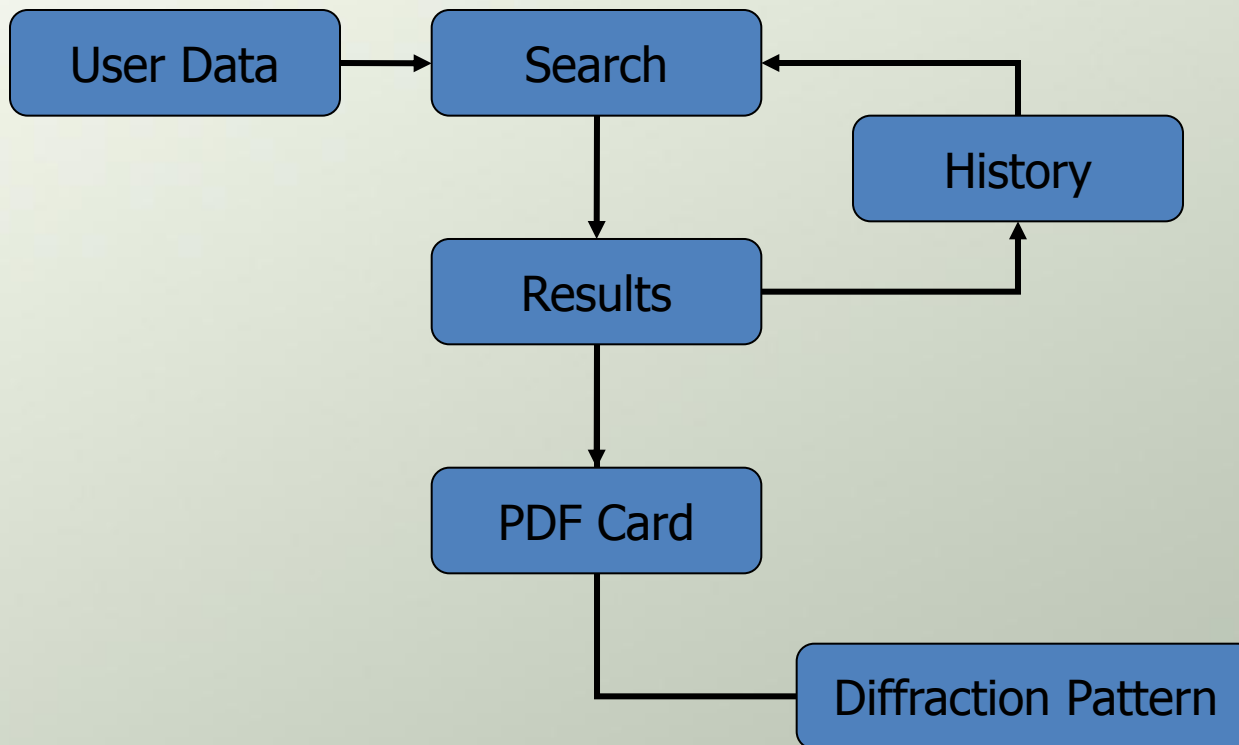 User Data
Search
History
Results
PDF Card
Diffraction Pattern